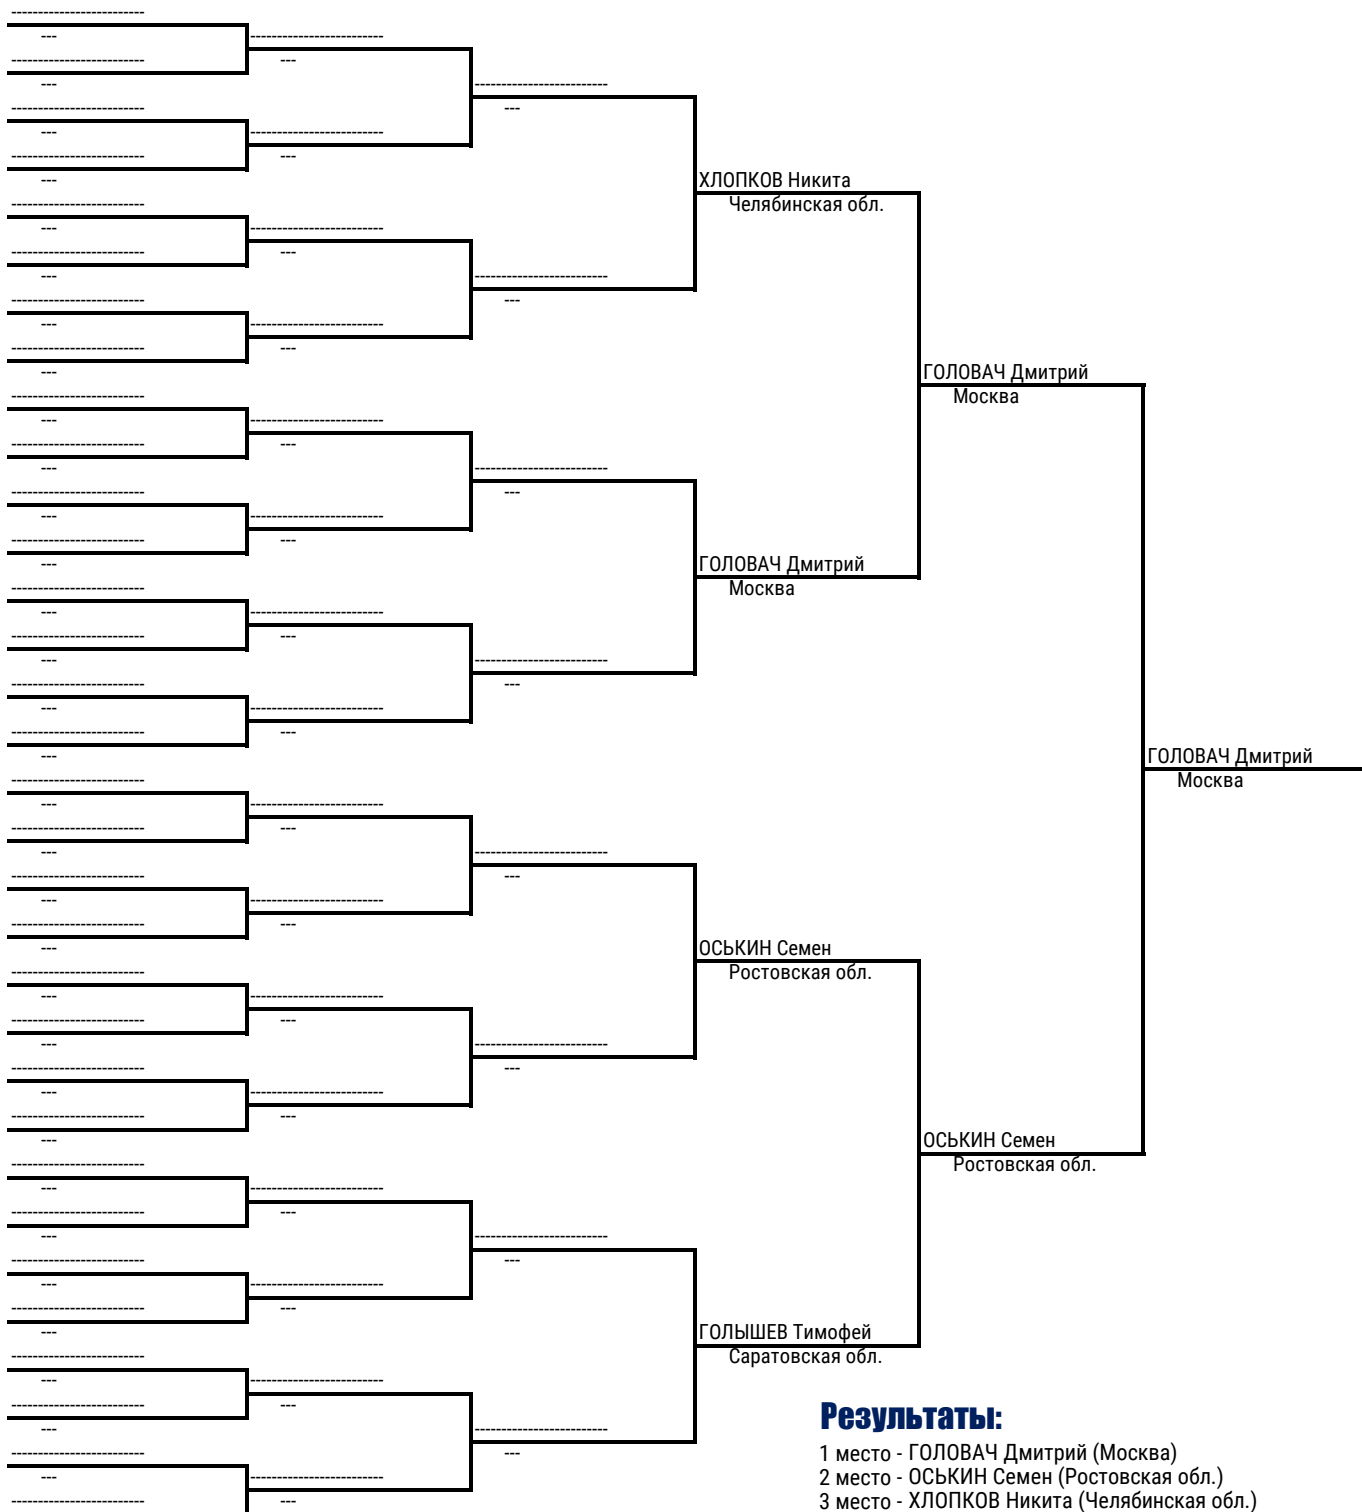 ХЛОПКОВ Никита
Челябинская обл.
ГОЛОВАЧ Дмитрий
Москва
ГОЛОВАЧ Дмитрий
Москва
ГОЛОВАЧ Дмитрий
Москва
ОСЬКИН Семен
Ростовская обл.
ОСЬКИН Семен
Ростовская обл.
ГОЛЫШЕВ Тимофей
Саратовская обл.
Результаты:
1 место - ГОЛОВАЧ Дмитрий (Москва)
2 место - ОСЬКИН Семен (Ростовская обл.)
3 место - ХЛОПКОВ Никита (Челябинская обл.)